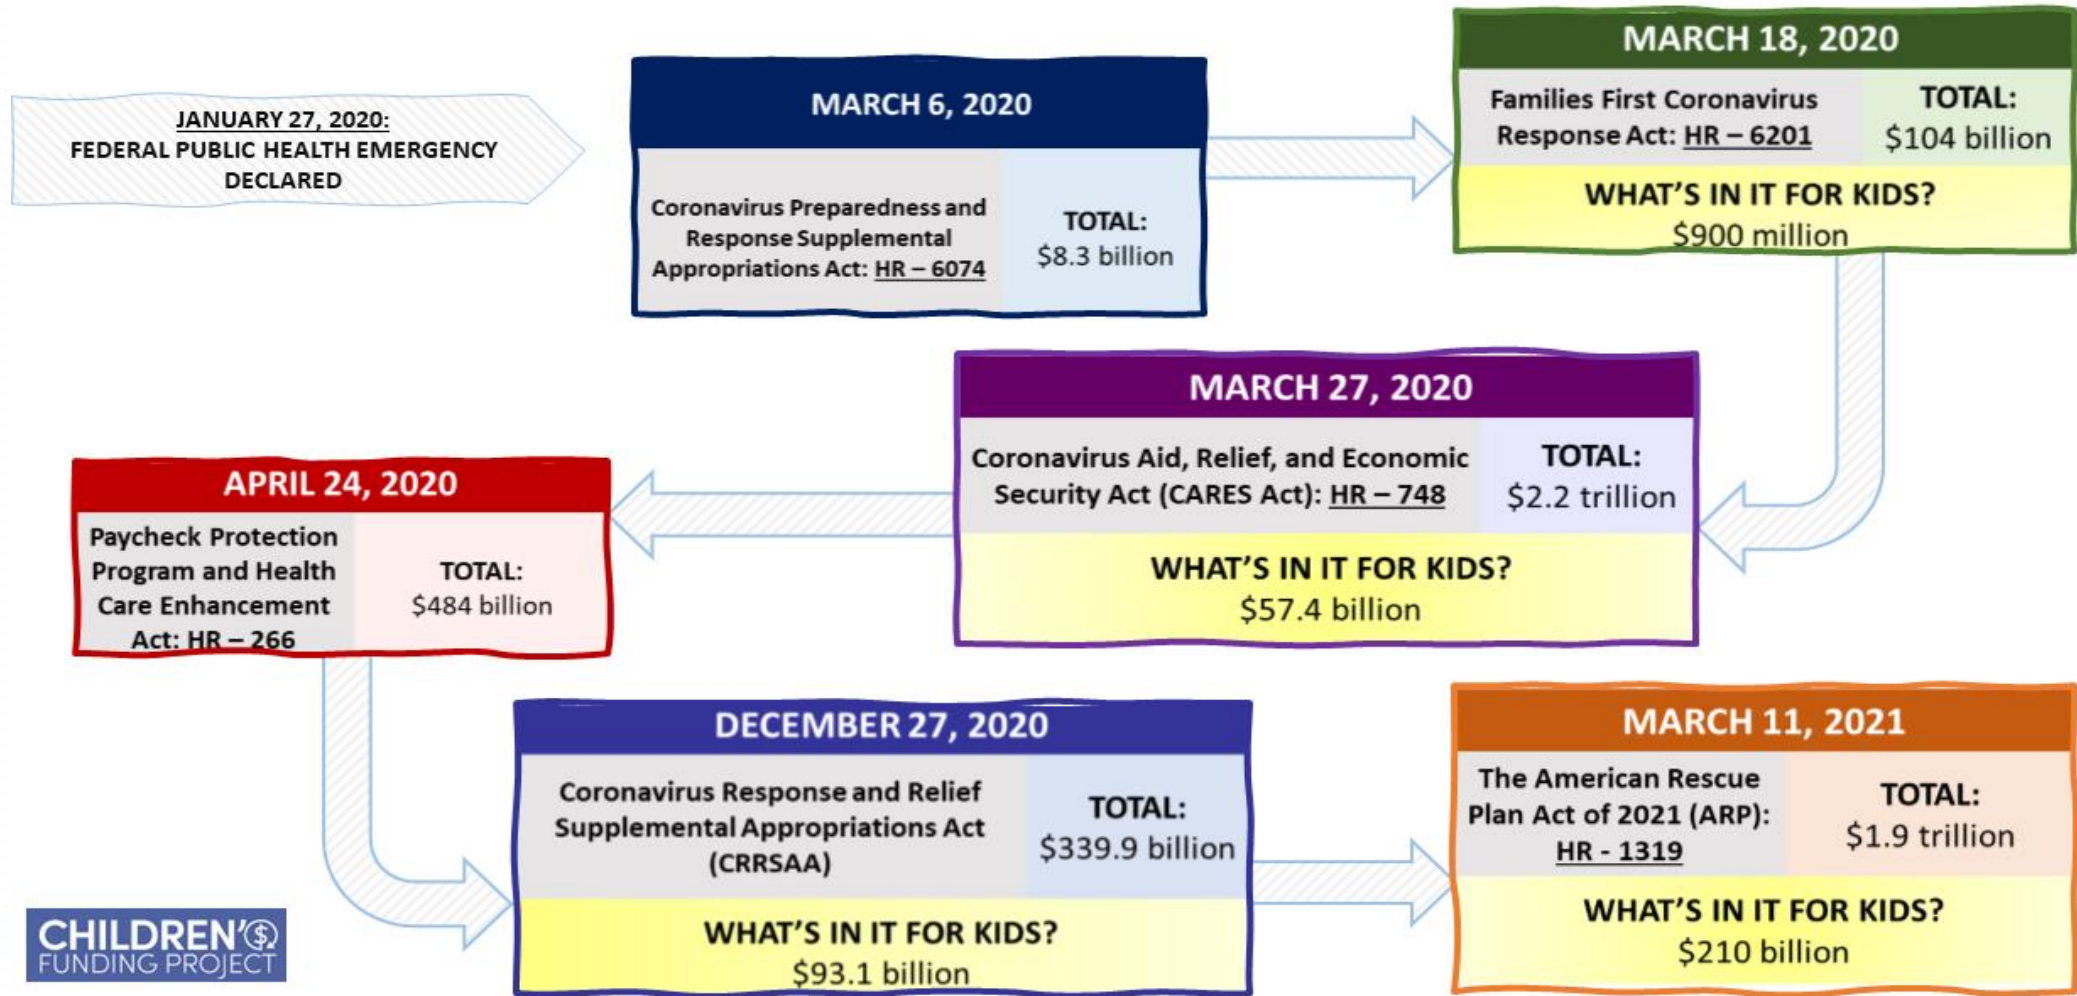 JANUARY 27, 2020:
FEDERAL PUBLIC HEALTH EMERGENCY
DECLARED
MARCH 6, 2020
Coronavirus Preparedness and
Response Supplemental
Appropriations Act: HR – 6074
TOTAL:
$8.3 billion
MARCH 18, 2020
Families First Coronavirus
Response Act: HR – 6201
TOTAL:
$104 billion
WHAT'S IN IT FOR KIDS?
$900 million
MARCH 27, 2020
Coronavirus Aid, Relief, and Economic
Security Act (CARES Act): HR – 748
TOTAL:
$2.2 trillion
WHAT'S IN IT FOR KIDS?
$57.4 billion
APRIL 24, 2020
Paycheck Protection
Program and Health
Care Enhancement
Act: HR – 266
TOTAL:
$484 billion
DECEMBER 27, 2020
Coronavirus Response and Relief
Supplemental Appropriations Act
(CRRSAA)
TOTAL:
$339.9 billion
WHAT'S IN IT FOR KIDS?
$93.1 billion
MARCH 11, 2021
The American Rescue
Plan Act of 2021 (ARP):
HR - 1319
TOTAL:
$1.9 trillion
WHAT'S IN IT FOR KIDS?
$210 billion
CHILDREN'$
FUNDING PROJECT